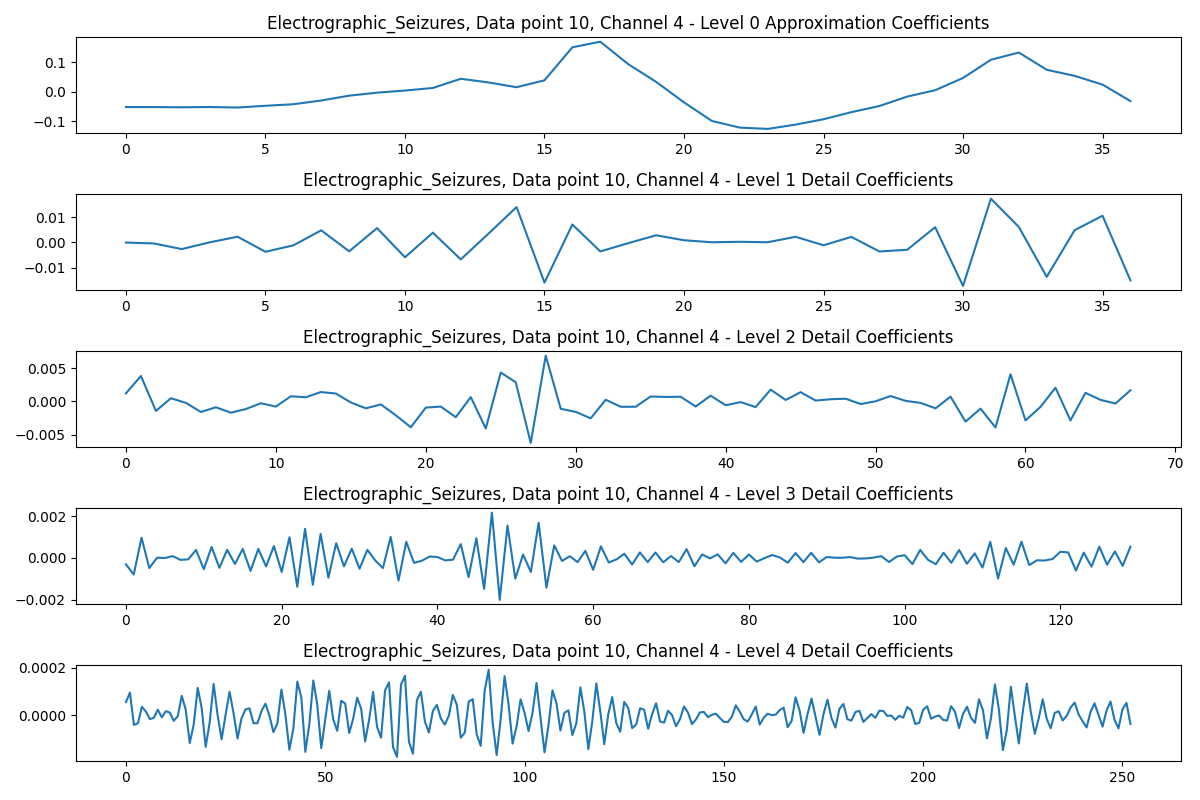 Electrographic_Seizures, Data point 10, Channel 4 - Level 0 Approximation Coefficients
0.1
0.0
−0.1
0 5 10 15 20 25 30 35
Electrographic_Seizures, Data point 10, Channel 4 - Level 1 Detail Coefficients
0.01
0.00
−0.01
0 5 10 15 20 25 30 35
Electrographic_Seizures, Data point 10, Channel 4 - Level 2 Detail Coefficients
0.005
0.000
−0.005
0 10 20 30 40 50 60 70
Electrographic_Seizures, Data point 10, Channel 4 - Level 3 Detail Coefficients
0.002
0.000
−0.002
0 20 40 60 80 100 120
Electrographic_Seizures, Data point 10, Channel 4 - Level 4 Detail Coefficients
0.0002
0.0000
0 50 100 150 200 250